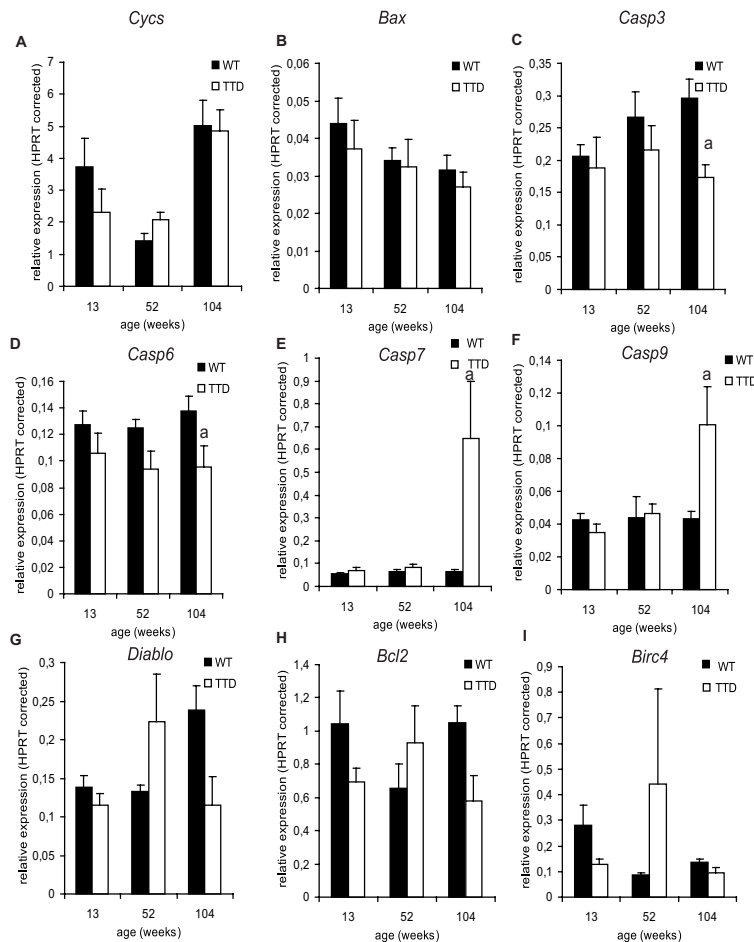 Cycs
A
WT
TTD
relative expression (HPRT corrected)
7
6
5
4
3
2
1
0
13 52 104
age (weeks)
Bax
B
WT
TTD
relative expression (HPRT corrected)
0,06
0,05
0,04
0,03
0,03
0,01
0
13 52 104
age (weeks)
Casp3
C
WT
TTD
relative expression (HPRT corrected)
0,35
0,3
0,25
0,2
0,15
0,1
0,05
0
a
13 52 104
age (weeks)
D
Casp6
WT
TTD
relative expression (HPRT corrected)
0,16
0,14
0,12
0,1
0,08
0,06
0,04
0,02
0
a
13 52 104
age (weeks)
E
Casp7
WT
TTD
relative expression (HPRT corrected)
1
0,9
0,8
0,7
0,6
0,5
0,4
0,3
0,2
0,1
0
a
13 52 104
age (weeks)
F
Casp9
WT
TTD
relative expression (HPRT corrected)
0,14
0,12
0,1
0,08
0,06
0,04
0,02
0
a
13 52 104
age (weeks)
G
Diablo
WT
TTD
relative expression (HPRT corrected)
0,3
0,25
0,2
0,15
0,1
0,05
0
13 52 104
age (weeks)
H
Bcl2
WT
TTD
relative expression (HPRT corrected)
1,4
1,2
1
0,8
0,6
0,4
0,2
0
13 52 104
age (weeks)
I
Birc4
WT
TTD
relative expression (HPRT corrected)
0,9
0,8
0,7
0,6
0,5
0,4
0,3
0,2
0,1
0
13 52 104
age (weeks)